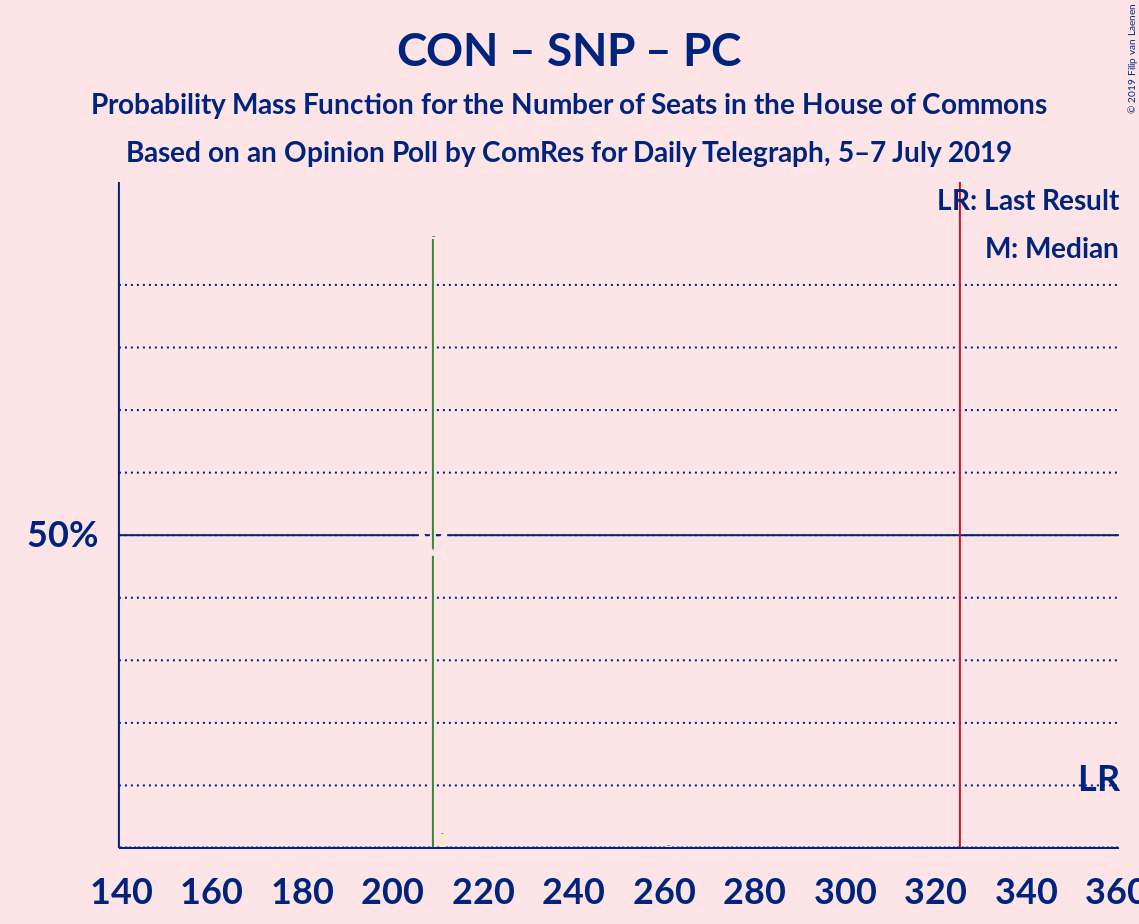 CON – SNP – PC
Probability Mass Function for the Number of Seats in the House of Commons
Based on an Opinion Poll by ComRes for Daily Telegraph, 5–7 July 2019
© 2019 Filip van Laenen
LR: Last Result
M: Median
50%
LR
140 160 180 200 220 240 260 280 300 320 340 360